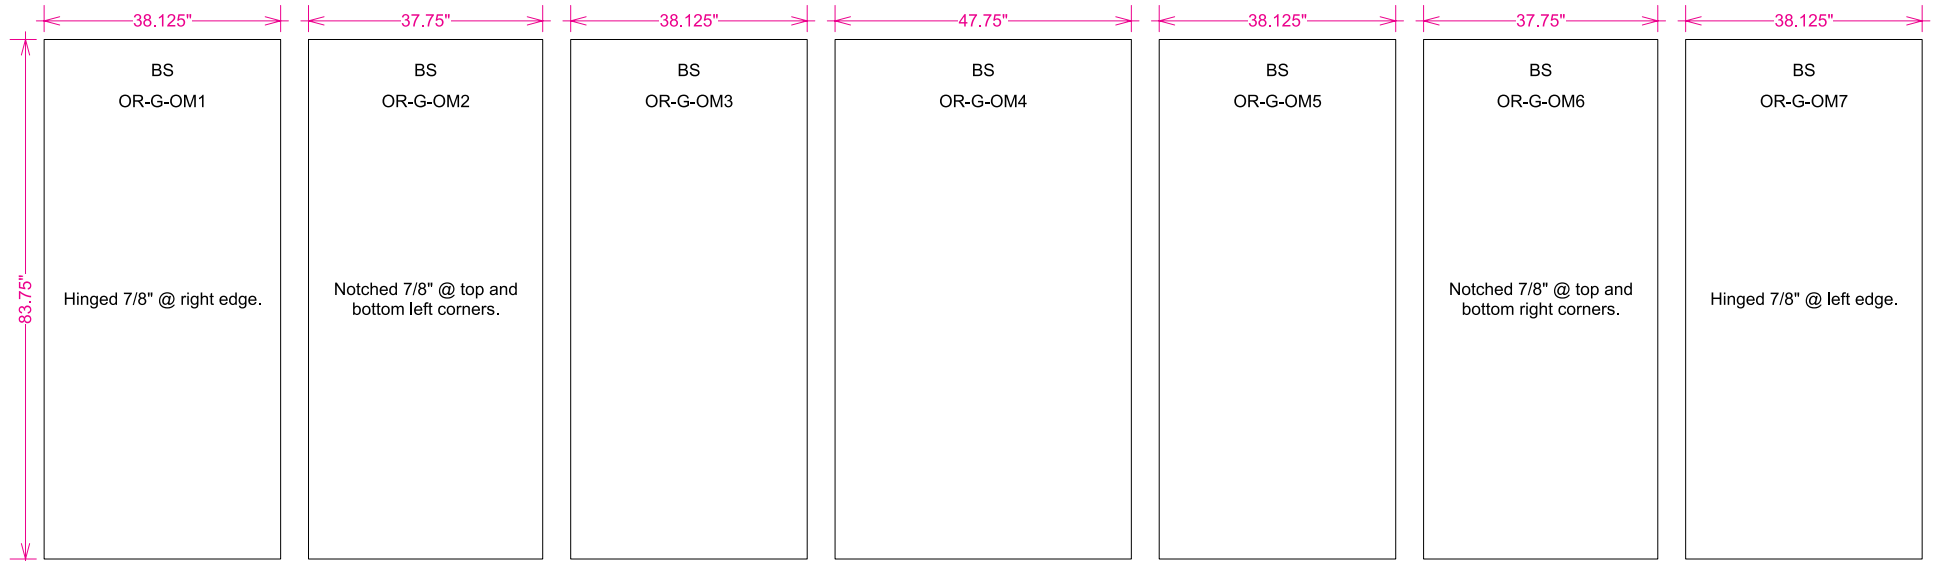 38.125"
37.75"
38.125"
47.75"
38.125"
37.75"
38.125"
83.75"
BS
OR-G-OM1
Hinged 7/8" @ right edge.
BS
OR-G-OM2
Notched 7/8" @ top and
bottom left corners.
BS
OR-G-OM3
BS
OR-G-OM4
BS
OR-G-OM5
BS
OR-G-OM6
Notched 7/8" @ top and
bottom right corners.
BS
OR-G-OM7
Hinged 7/8" @ left edge.